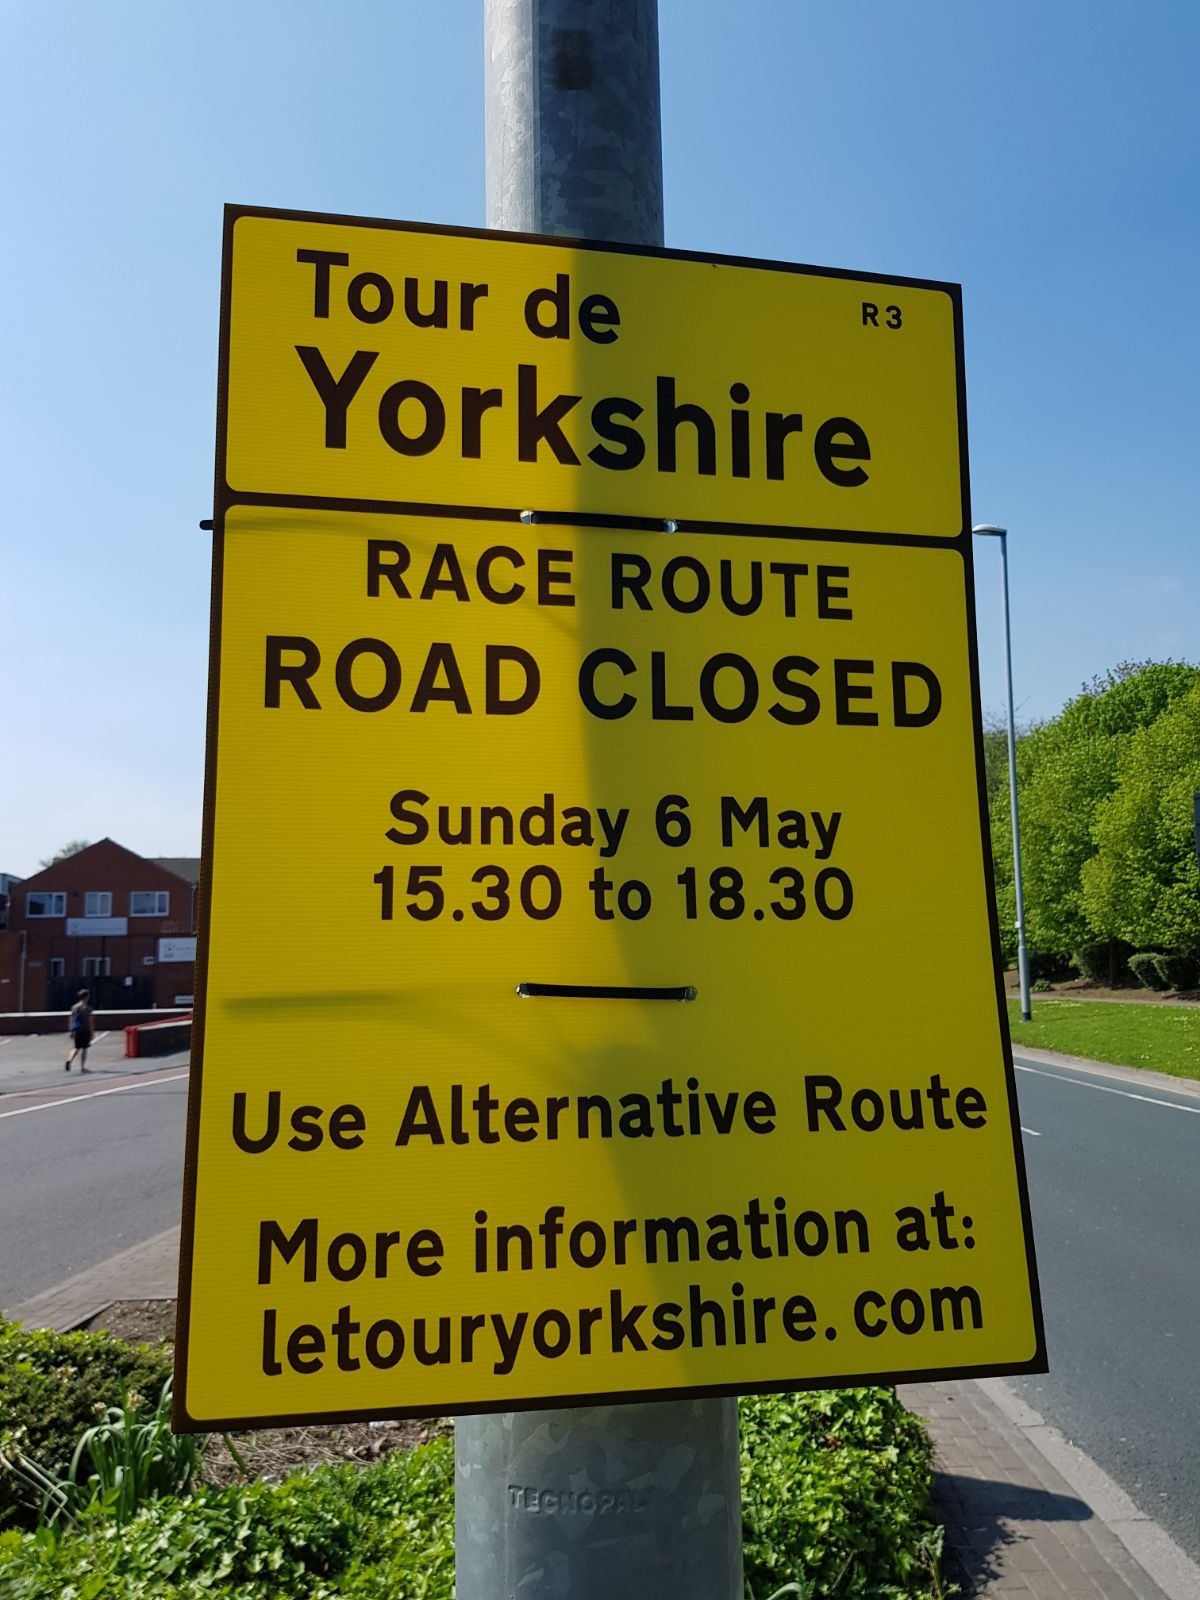 Tour de
R3
Yorkshire
RACE ROUTE
ROAD CLOSED
Sunday 6 May
15.30 to 18.30
Use Alternative Route
More information at:
letouryorkshire.com
TECNOPAL